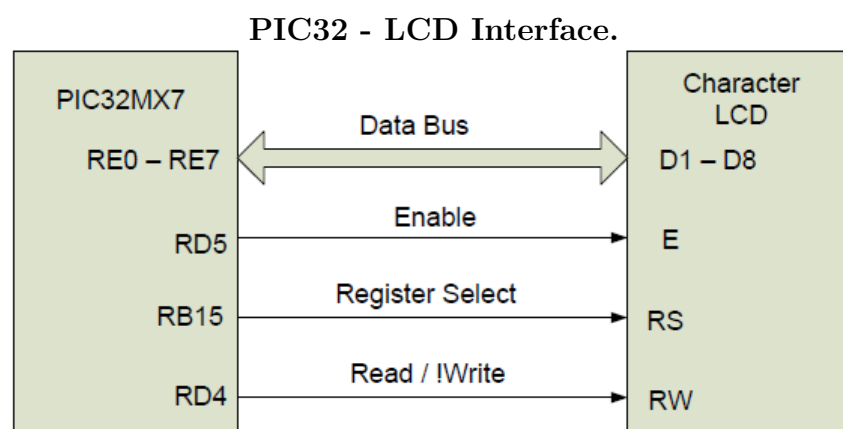 PIC32 - LCD Interface.
PIC32MX7
Character
LCD
Data Bus
RE0 – RE7
D1 – D8
Enable
RD5
E
Register Select
RB15
RS
Read / !Write
RD4
RW